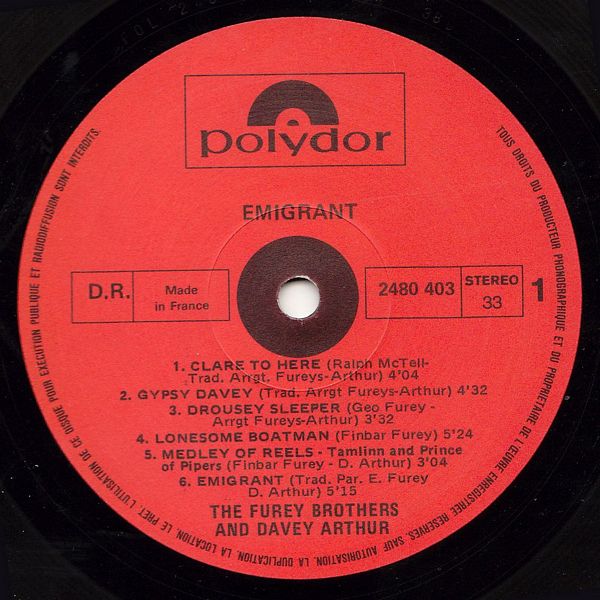 polydor
EMIGRANT
D.R.
Made
in France
2480 403
STEREO
33
1
1. CLARE TO HERE (Ralph McTell-
Trad. Arrgt. Fureys-Arthur) 4'04
2. GYPSY DAVEY (Trad. Arrgt Fureys-Arthur) 4'32
3. DROUSEY SLEEPER (Geo Furey -
Arrgt Fureys-Arthur) 3'32
4. LONESOME BOATMAN (Finbar Furey) 5'24
5. MEDLEY OF REELS - Tamlinn and Prince
of Pipers (Finbar Furey - D. Arthur) 3'04
6. EMIGRANT (Trad. Par. E. Furey
D. Arthur) 5'15
THE FUREY BROTHERS
AND DAVEY ARTHUR
TOUS DROITS DU PRODUCTEUR PHONOGRAPHIQUE ET DU PROPRIETAIRE DE L'ŒUVRE ENREGISTREE RESERVES. SAUF AUTORISATION, LA DUPLICATION, LA LOCATION, LE PRET, L'UTILISATION DE CE DISQUE POUR EXECUTION PUBLIQUE ET RADIODIFFUSION SONT INTERDITS.